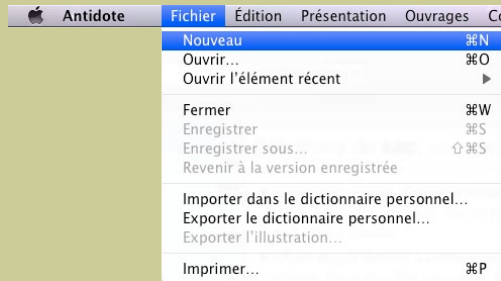 Antidote Fichier Édition Présentation Ouvrages
Nouveau ⌘N
Ouvrir... ⌘O
Ouvrir l'élément récent ▶
Fermer ⌘W
Enregistrer ⌘S
Enregistrer sous... ⇧⌘S
Revenir à la version enregistrée
Importer dans le dictionnaire personnel...
Exporter le dictionnaire personnel...
Exporter l'illustration...
Imprimer... ⌘P